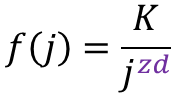 f(j) = K / j^{zd}